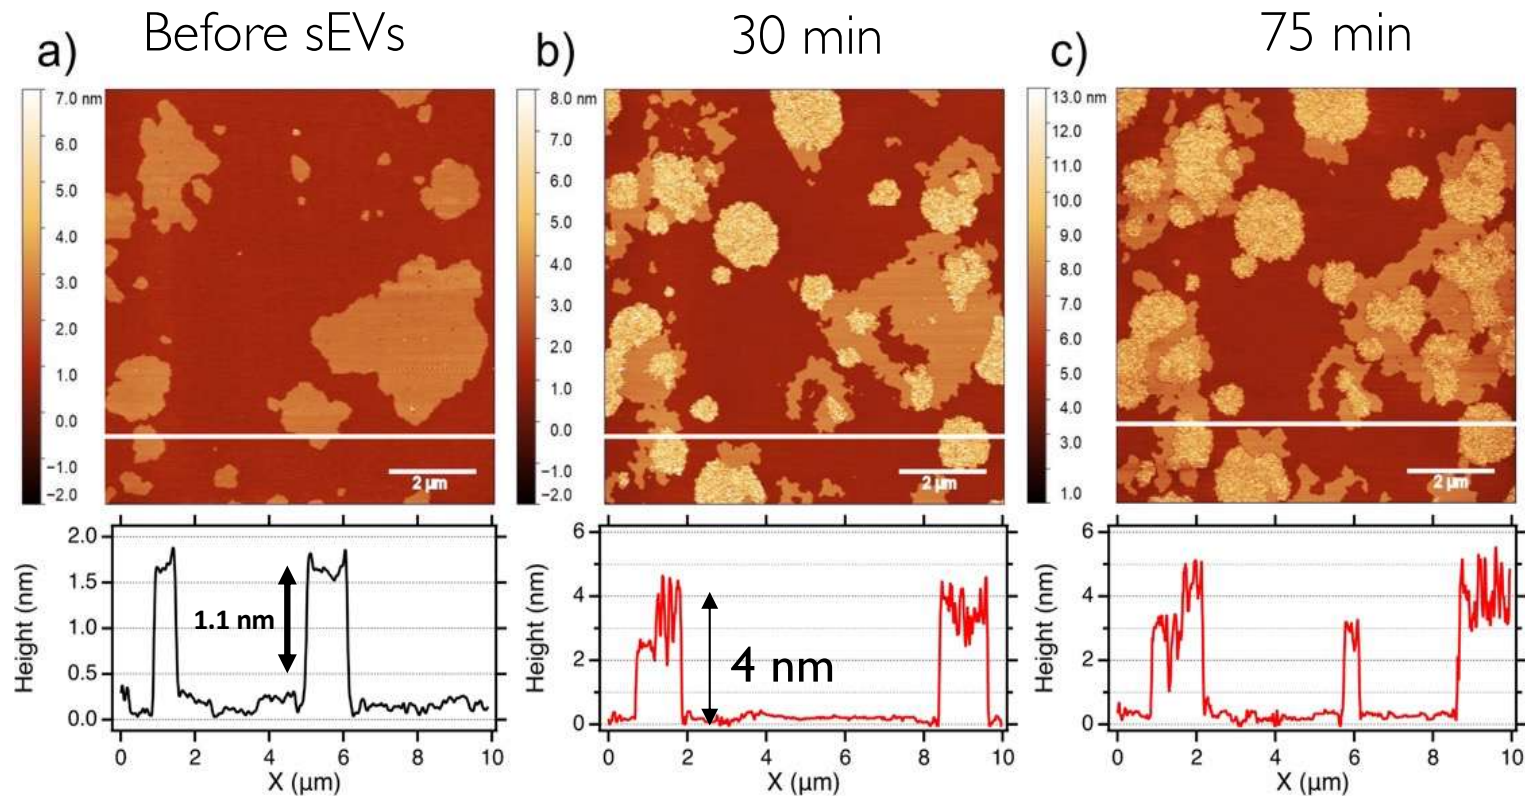 Before sEVs
30 min
75 min
a)
b)
c)
7.0 nm
6.0
5.0
4.0
3.0
2.0
1.0
0.0
−1.0
−2.0
2 µm
8.0 nm
7.0
6.0
5.0
4.0
3.0
2.0
1.0
0.0
−1.0
−2.0
2 µm
13.0 nm
12.0
11.0
10.0
9.0
8.0
7.0
6.0
5.0
4.0
3.0
1.0
2 µm
Height (nm)
2.0
1.5
1.0
0.5
0.0
1.1 nm
0 2 4 6 8 10
X (µm)
Height (nm)
6
4
2
0
4 nm
0 2 4 6 8 10
X (µm)
Height (nm)
6
4
2
0
0 2 4 6 8 10
X (µm)